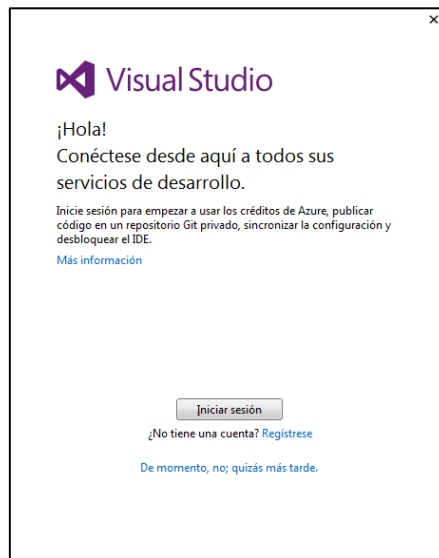 Visual Studio
¡Hola!
Conéctese desde aquí a todos sus
servicios de desarrollo.
Inicie sesión para empezar a usar los créditos de Azure, publicar
código en un repositorio Git privado, sincronizar la configuración y
desbloquear el IDE.
Más información
Iniciar sesión
¿No tiene una cuenta? Regístrese
De momento, no; quizás más tarde.